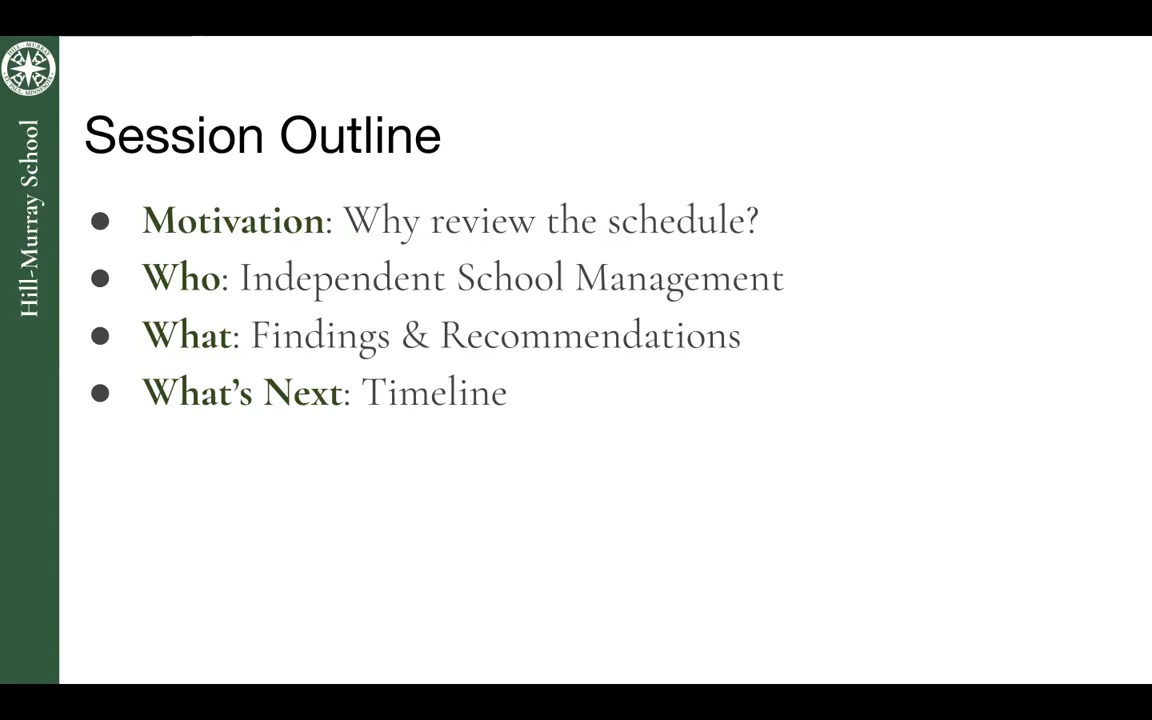 Hill-Murray School
Session Outline
● Motivation: Why review the schedule?
● Who: Independent School Management
● What: Findings & Recommendations
● What’s Next: Timeline